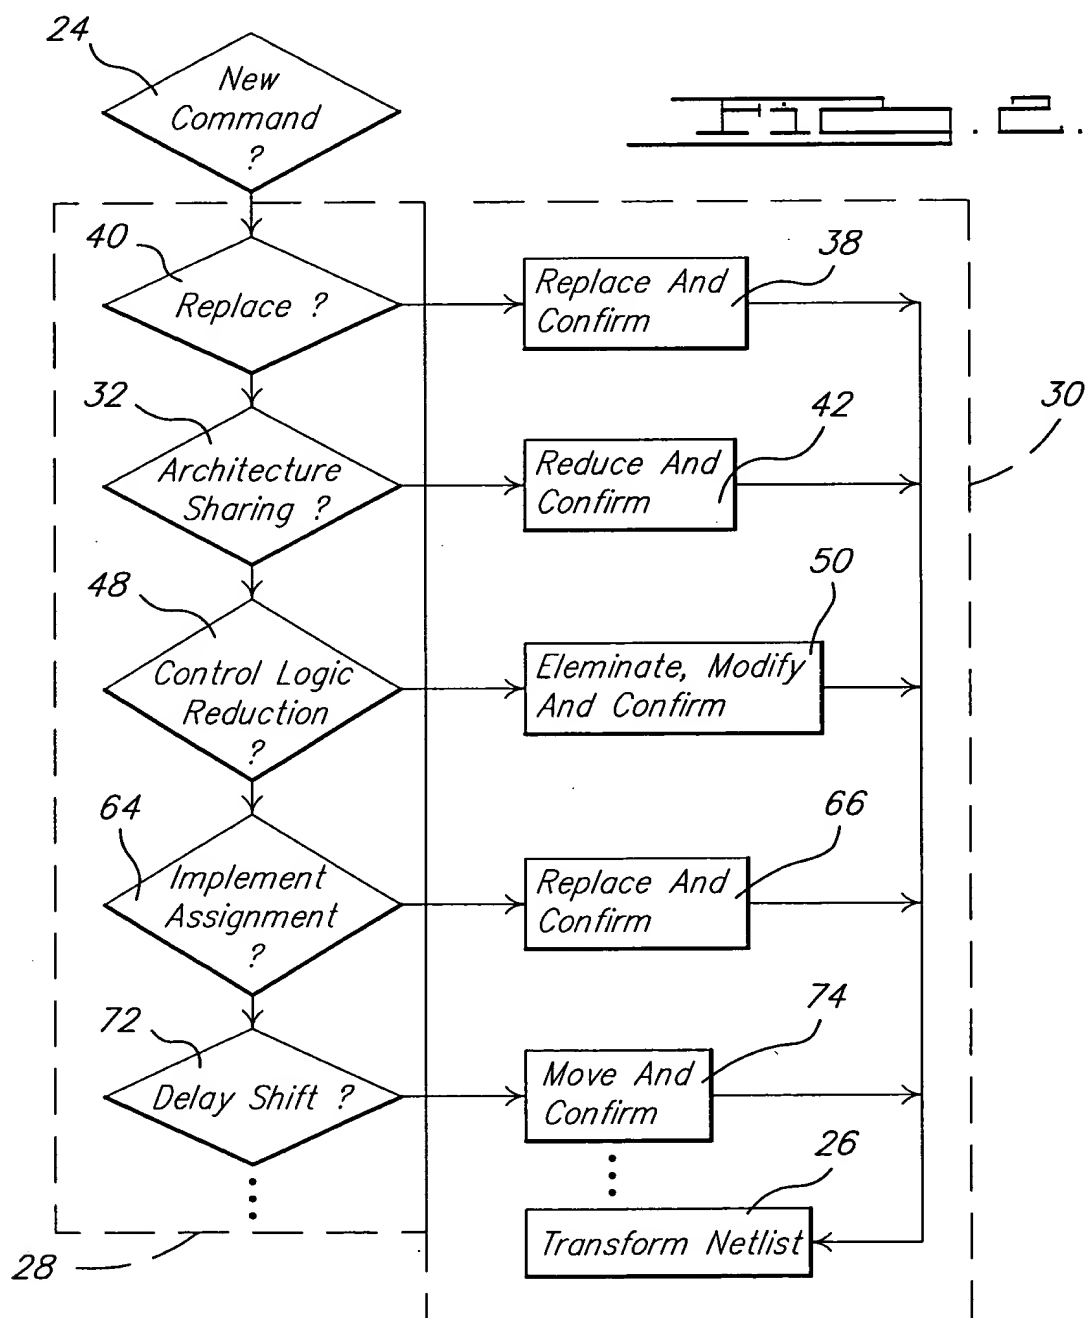 24
New
Command
?
40
Replace ?
38
Replace And
Confirm
32
Architecture
Sharing ?
42
Reduce And
Confirm
30
48
Control Logic
Reduction
?
50
Eleminate, Modify
And Confirm
64
Implement
Assignment
?
66
Replace And
Confirm
72
Delay Shift ?
74
Move And
Confirm
26
Transform Netlist
28